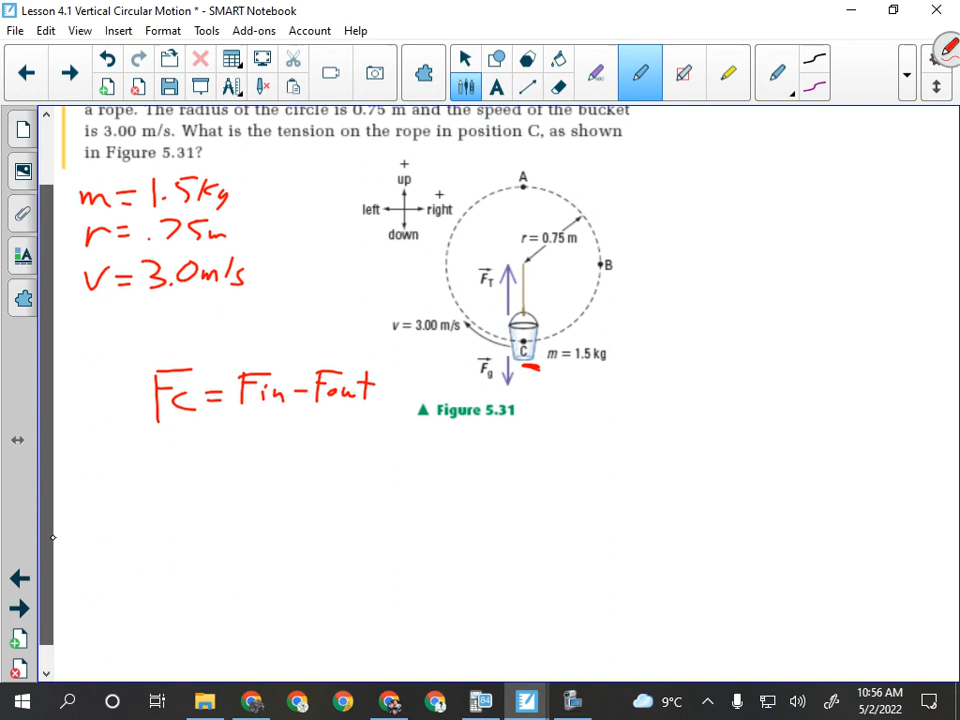 Lesson 4.1 Vertical Circular Motion * - SMART Notebook
File Edit View Insert Format Tools Add-ons Account Help
a rope. The radius of the circle is 0.75 m and the speed of the bucket
is 3.00 m/s. What is the tension on the rope in position C, as shown
in Figure 5.31?
m = 1.5kg
r = .75m
v = 3.0m/s
+
up
+
left
right
down
A
r = 0.75 m
B
FT
v = 3.00 m/s
C
m = 1.5 kg
Fg
Fc = Fin - Fout
▲ Figure 5.31
9°C
10:56 AM
5/2/2022